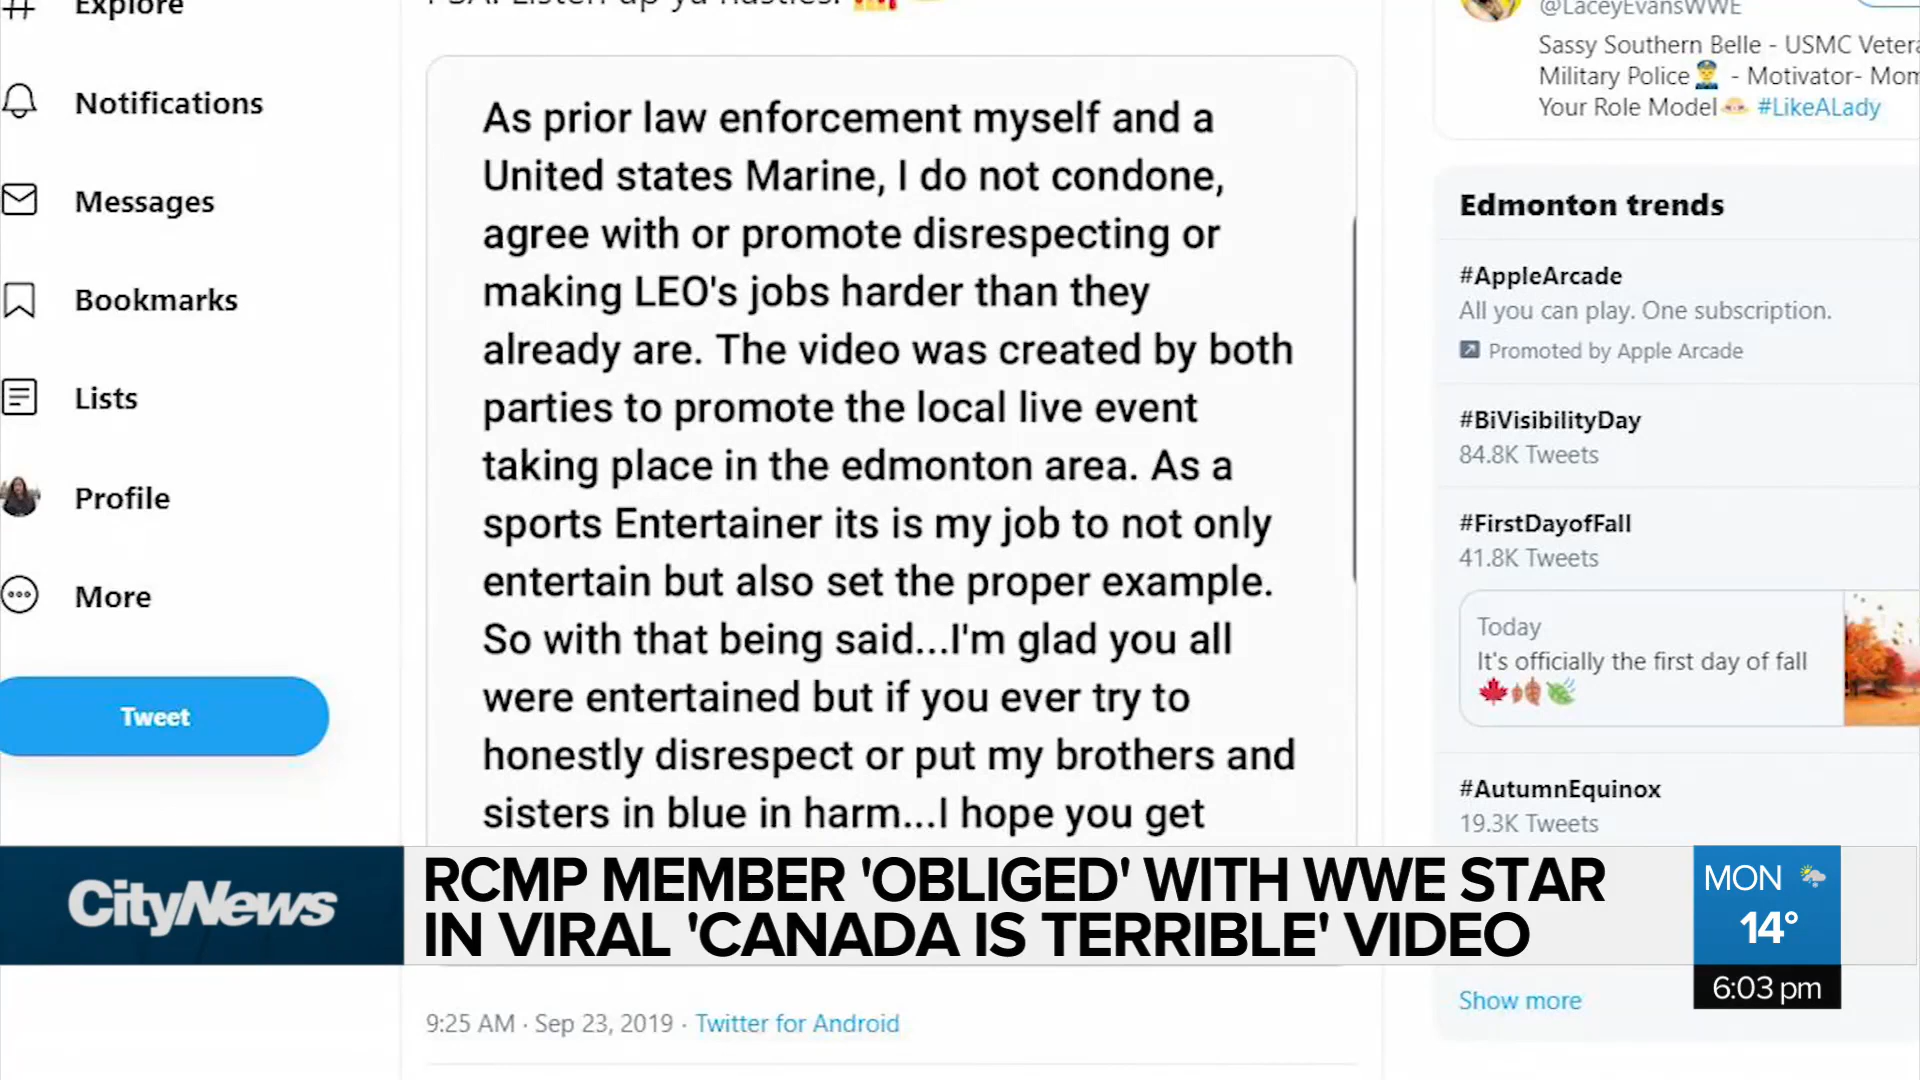 Explore
Notifications
Messages
Bookmarks
Lists
Profile
More
Tweet
As prior law enforcement myself and a
United states Marine, I do not condone,
agree with or promote disrespecting or
making LEO's jobs harder than they
already are. The video was created by both
parties to promote the local live event
taking place in the edmonton area. As a
sports Entertainer its is my job to not only
entertain but also set the proper example.
So with that being said...I'm glad you all
were entertained but if you ever try to
honestly disrespect or put my brothers and
sisters in blue in harm...I hope you get
9:25 AM · Sep 23, 2019 · Twitter for Android
@LaceyEvansWWE
Sassy Southern Belle - USMC
Military Police 👮 - Motivator-
Your Role Model👒 #LikeALady
Edmonton trends
#AppleArcade
All you can play. One subscription.
Promoted by Apple Arcade
#BiVisibilityDay
84.8K Tweets
#FirstDayofFall
41.8K Tweets
Today
It's officially the first day of fall
🍁🍂🍃
#AutumnEquinox
19.3K Tweets
Show more
CityNews
RCMP MEMBER 'OBLIGED' WITH WWE STAR
IN VIRAL 'CANADA IS TERRIBLE' VIDEO
MON
14°
6:03 pm